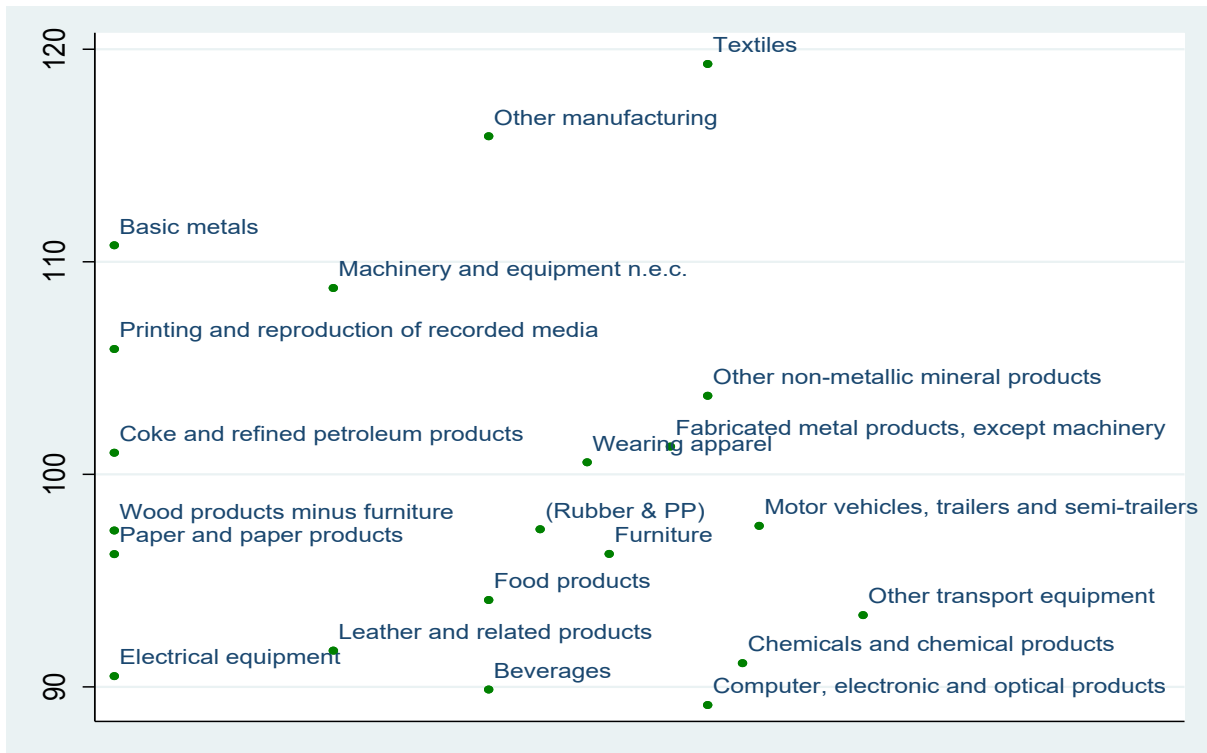 120
Textiles
Other manufacturing
Basic metals
110
Machinery and equipment n.e.c.
Printing and reproduction of recorded media
Other non-metallic mineral products
Coke and refined petroleum products
Fabricated metal products, except machinery
Wearing apparel
100
Wood products minus furniture
(Rubber & PP)
Motor vehicles, trailers and semi-trailers
Paper and paper products
Furniture
Food products
Other transport equipment
Leather and related products
Chemicals and chemical products
Electrical equipment
Beverages
90
Computer, electronic and optical products